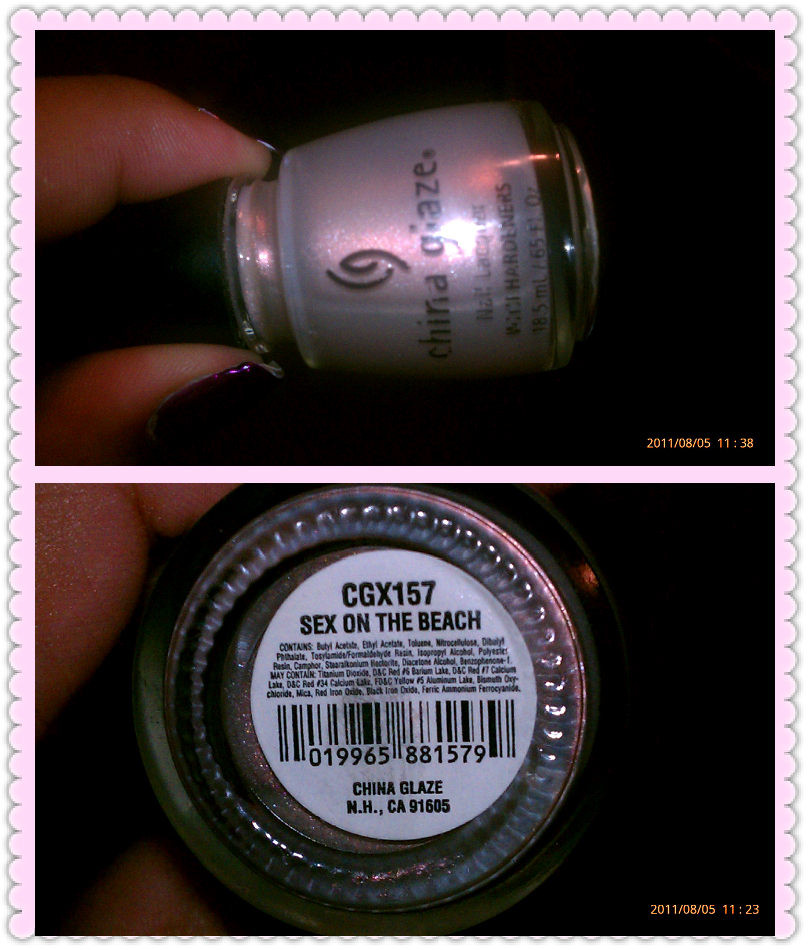 china glaze®
Nail Lacquer
With HARDENERS
18.5 mL / .65 Fl. Oz
2011/08/05 11:38
CGX157
SEX ON THE BEACH
CONTAINS: Butyl Acetate, Ethyl Acetate, Toluene, Nitrocellulose, Dibutyl
Phthalate, Tosylamide/Formaldehyde Resin, Isopropyl Alcohol, Polyester
Resin, Camphor, Stearalkonium Hectorite, Diacetone Alcohol, Benzophenone-1.
MAY CONTAIN: Titanium Dioxide, D&C Red #6 Barium Lake, D&C Red #7 Calcium
Lake, D&C Red #34 Calcium Lake, FD&C Yellow #5 Aluminum Lake, Bismuth Oxy-
chloride, Mica, Red Iron Oxide, Black Iron Oxide, Ferric Ammonium Ferrocyanide.
019965 881579
CHINA GLAZE
N.H., CA 91605
2011/08/05 11:23